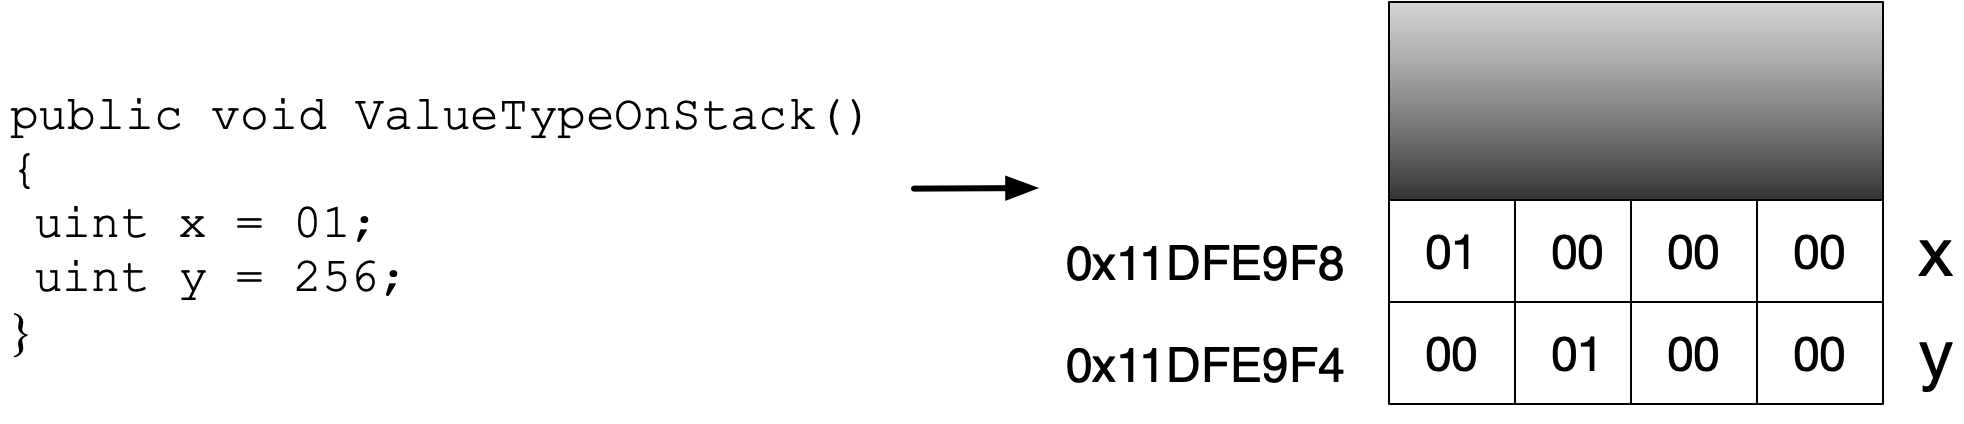 public void ValueTypeOnStack()
{
uint x = 01;
uint y = 256;
}
0x11DFE9F8 01 00 00 00 x
0x11DFE9F4 00 01 00 00 y